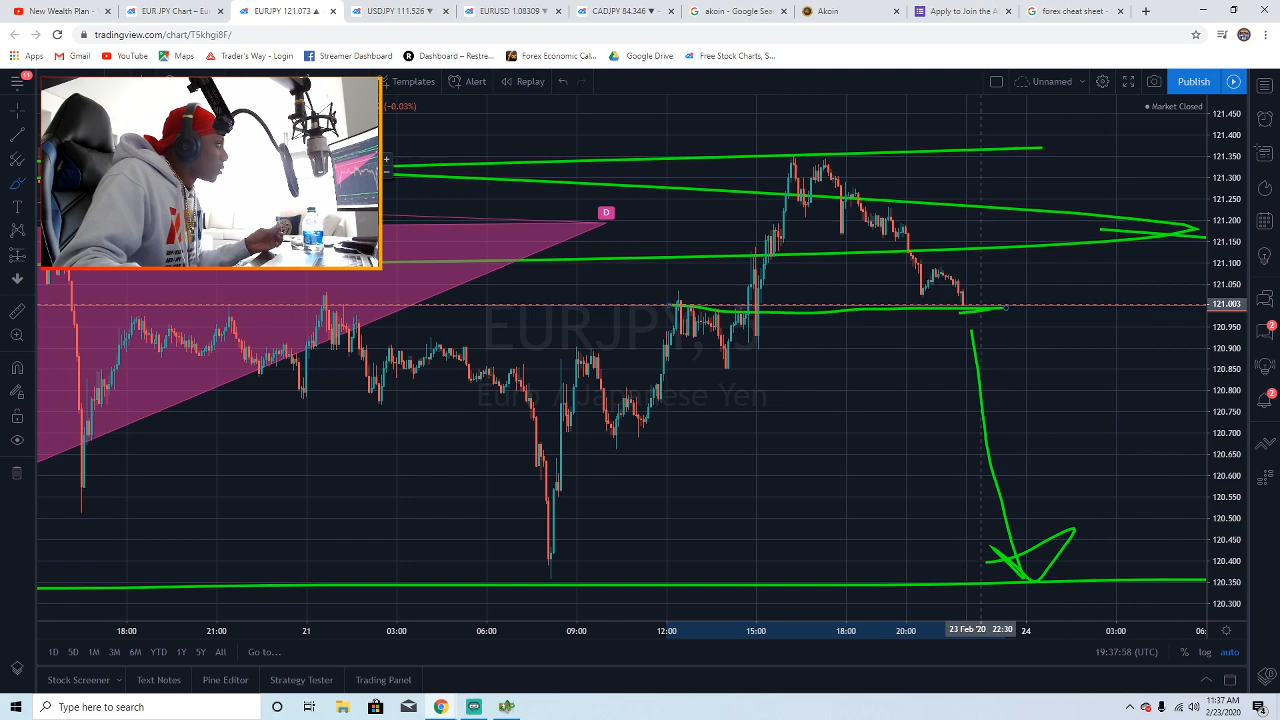 New Wealth Plan -
EUR JPY Chart – Eur
EURJPY 121.073 ▲
USDJPY 111.526 ▼
EURUSD 1.08309 ▼
CADJPY 84.346 ▼
akoin - Google Sea
Akoin
Apply to Join the A
forex cheat sheet -
tradingview.com/chart/T5khgi8F/
Apps
Gmail
YouTube
Maps
Trader's Way - Login
Streamer Dashboard
Dashboard – Restre...
Forex Economic Cal...
Google Drive
Free Stock Charts, S...
11
Templates
Alert
Replay
Unnamed
Publish
(−0.03%)
Market Closed
121.450
121.400
121.350
121.300
121.250
121.200
121.150
121.100
121.003
120.950
120.900
120.850
120.800
120.750
120.700
120.650
120.600
120.550
120.500
120.450
120.400
120.350
120.300
D
EURJPY, 5
Euro / Japanese Yen
2
2
18:00
21:00
21
03:00
06:00
09:00
12:00
15:00
18:00
20:00
23 Feb '20 22:30
24
03:00
06:
1D
5D
1M
3M
6M
YTD
1Y
5Y
All
Go to...
19:37:58 (UTC)
%
log
auto
Stock Screener
Text Notes
Pine Editor
Strategy Tester
Trading Panel
Type here to search
11:37 AM
2/23/2020
4